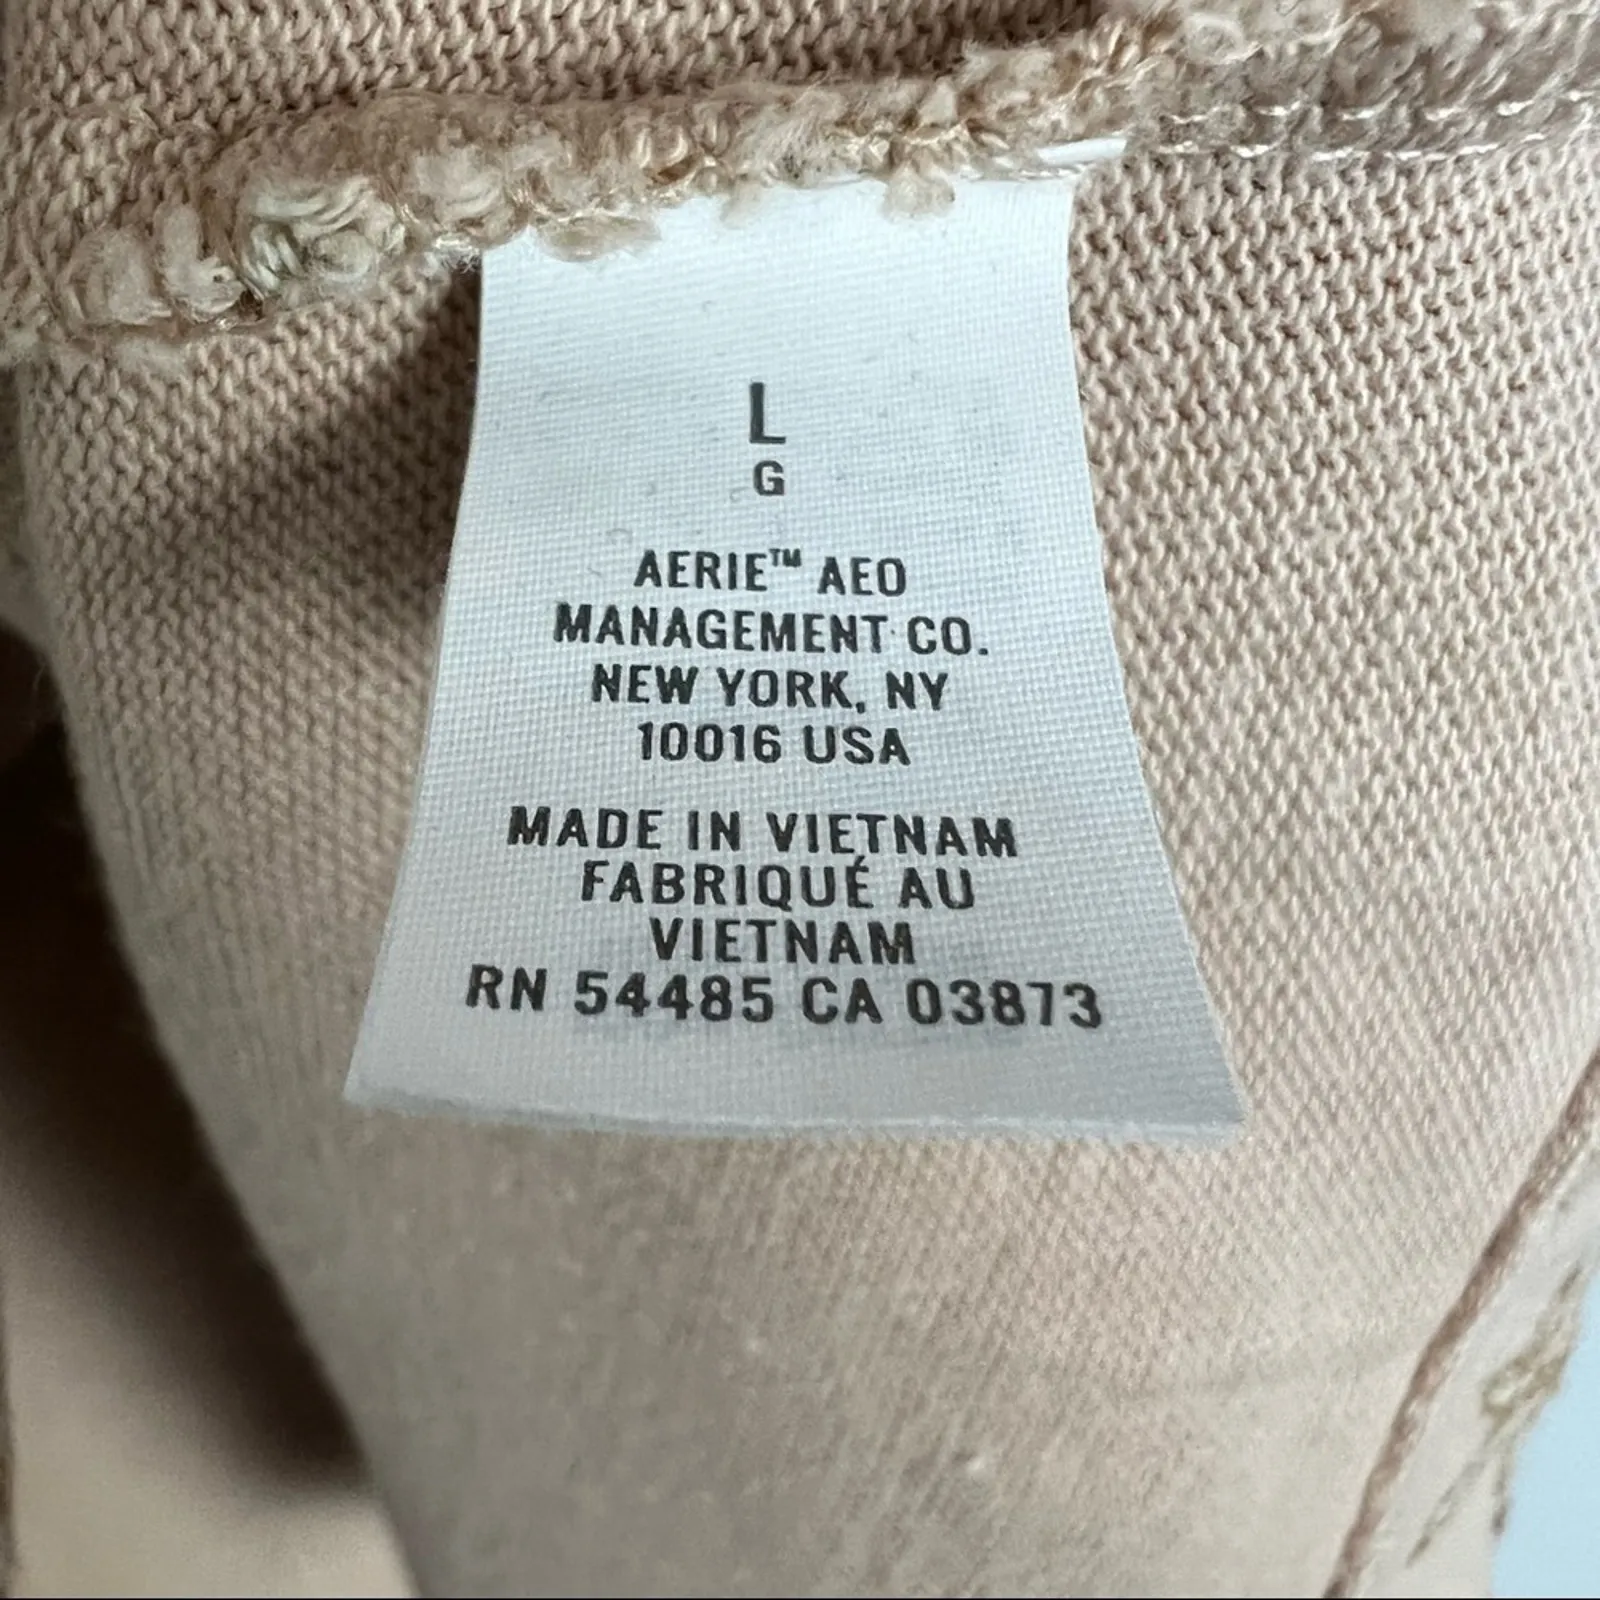 L
G
AERIE™ AEO
MANAGEMENT CO.
NEW YORK, NY
10016 USA
MADE IN VIETNAM
FABRIQUÉ AU
VIETNAM
RN 54485 CA 03873